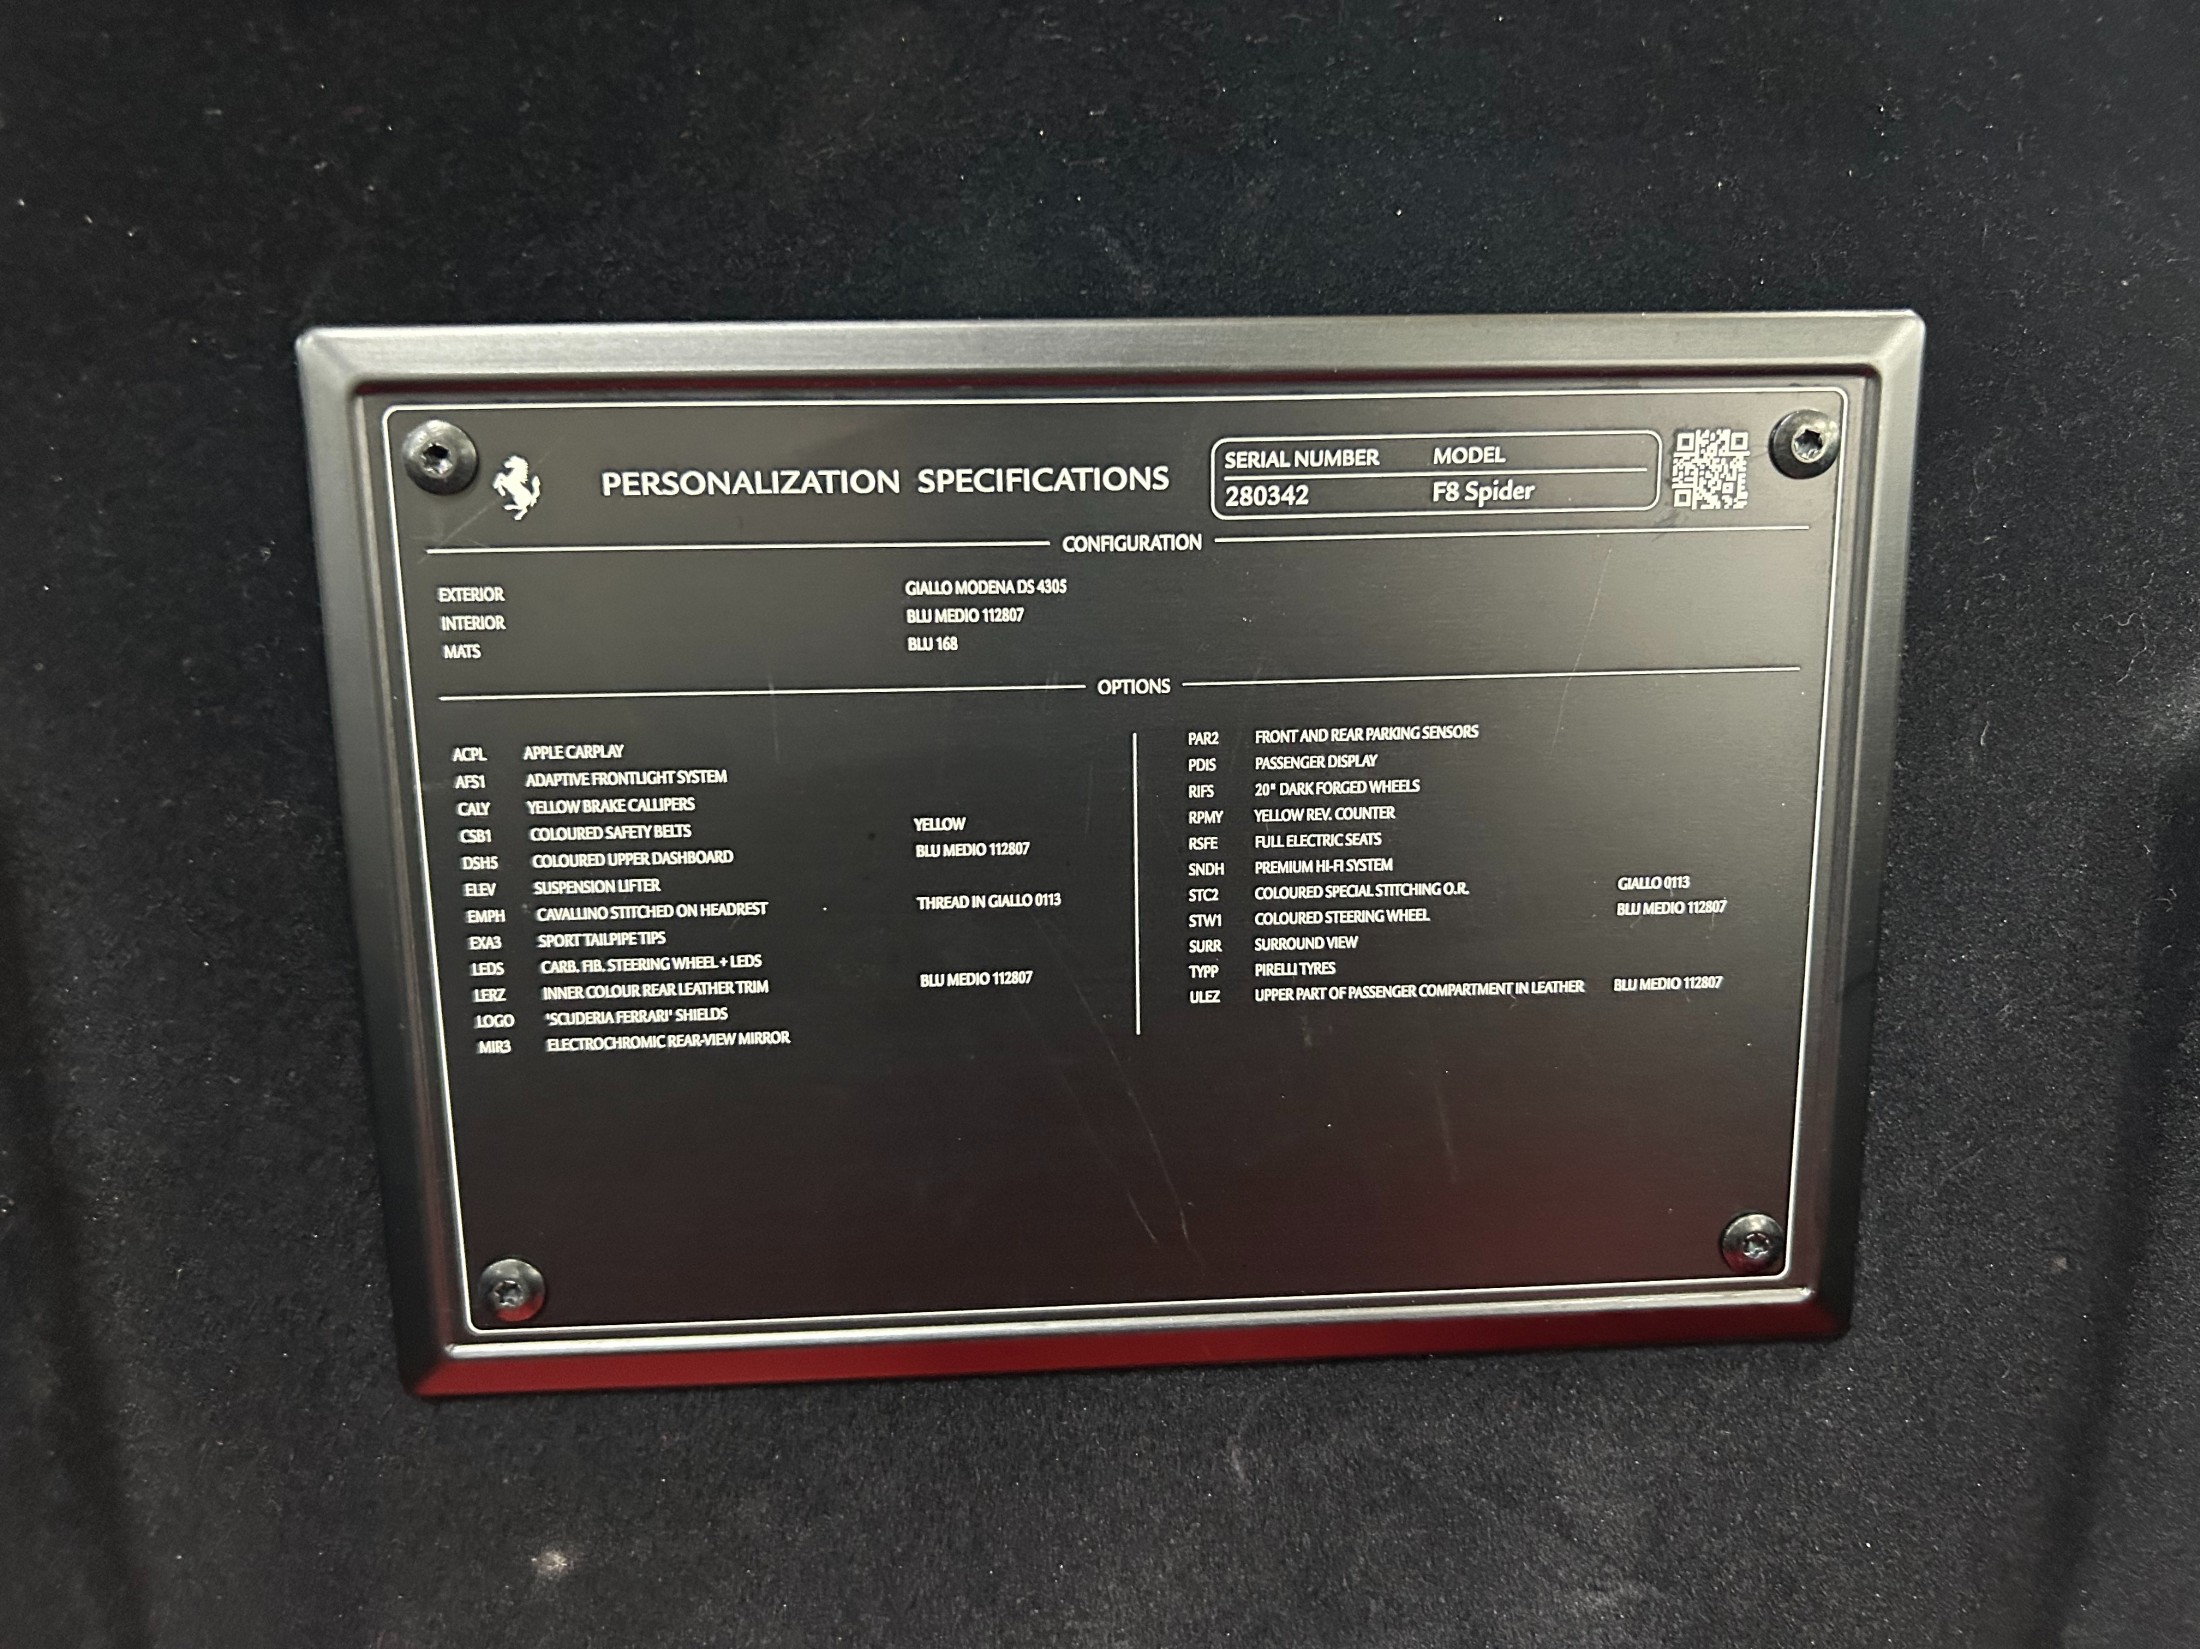 PERSONALIZATION SPECIFICATIONS
SERIAL NUMBER MODEL
280342 F8 Spider
CONFIGURATION
EXTERIOR GIALLO MODENA DS 4305
INTERIOR BLU MEDIO 112807
MATS BLU 168
OPTIONS
ACPL APPLE CARPLAY
AFS1 ADAPTIVE FRONTLIGHT SYSTEM
CALY YELLOW BRAKE CALLIPERS
CSB1 COLOURED SAFETY BELTS YELLOW
DSH5 COLOURED UPPER DASHBOARD BLU MEDIO 112807
ELEV SUSPENSION LIFTER
EMPH CAVALLINO STITCHED ON HEADREST THREAD IN GIALLO 0113
EXA3 SPORT TAILPIPE TIPS
LEDS CARB. FIB. STEERING WHEEL + LEDS
LERZ INNER COLOUR REAR LEATHER TRIM BLU MEDIO 112807
LOGO 'SCUDERIA FERRARI' SHIELDS
MIR3 ELECTROCHROMIC REAR-VIEW MIRROR
PAR2 FRONT AND REAR PARKING SENSORS
PDIS PASSENGER DISPLAY
RIFS 20" DARK FORGED WHEELS
RPMY YELLOW REV. COUNTER
RSFE FULL ELECTRIC SEATS
SNDH PREMIUM HI-FI SYSTEM
STC2 COLOURED SPECIAL STITCHING O.R. GIALLO 0113
STW1 COLOURED STEERING WHEEL BLU MEDIO 112807
SURR SURROUND VIEW
TYPP PIRELLI TYRES
ULEZ UPPER PART OF PASSENGER COMPARTMENT IN LEATHER BLU MEDIO 112807